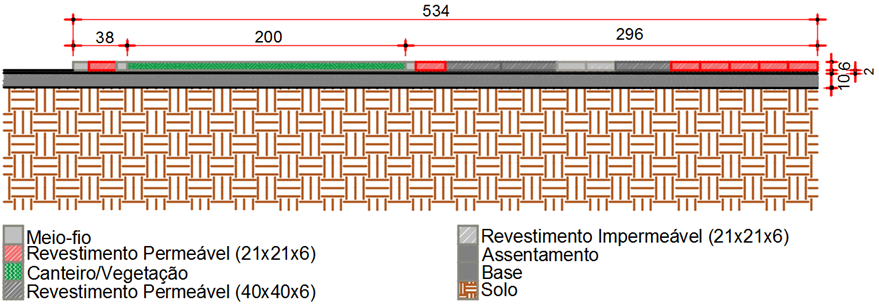 534
38
200
296
6
10
2
Meio-fio
Revestimento Permeável (21x21x6)
Canteiro/Vegetação
Revestimento Permeável (40x40x6)
Revestimento Impermeável (21x21x6)
Assentamento
Base
Solo